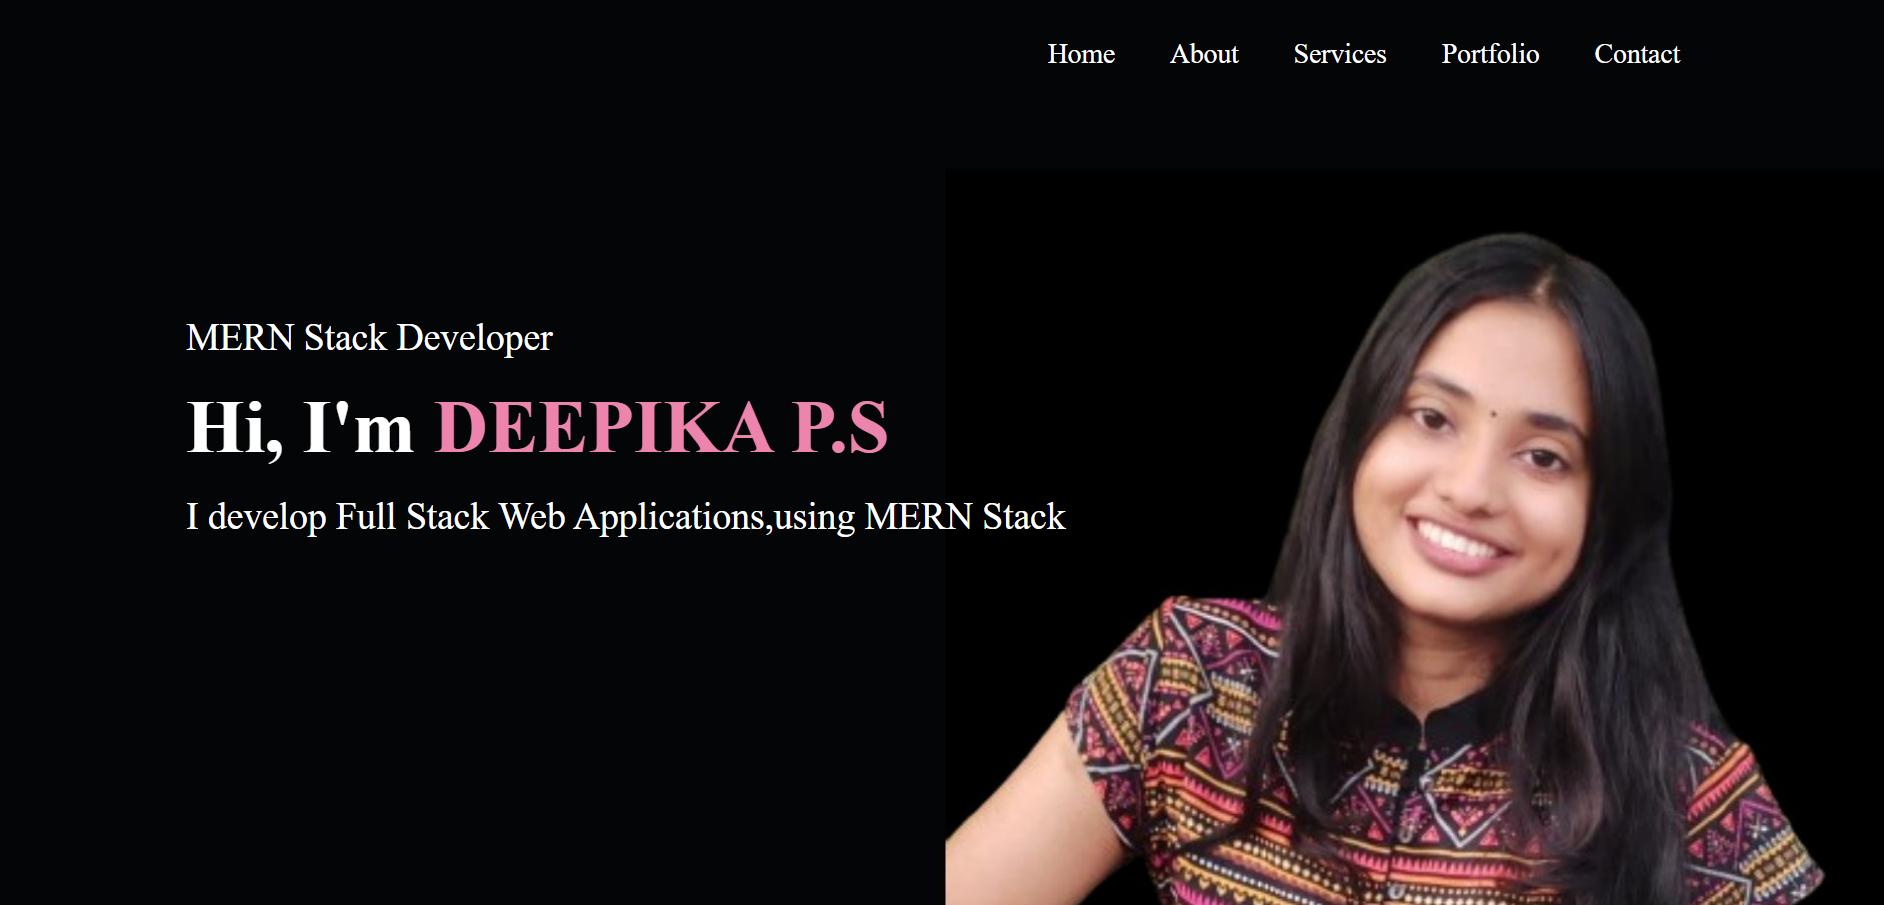 Home About Services Portfolio Contact
MERN Stack Developer
Hi, I'm DEEPIKA P.S
I develop Full Stack Web Applications,using MERN Stack